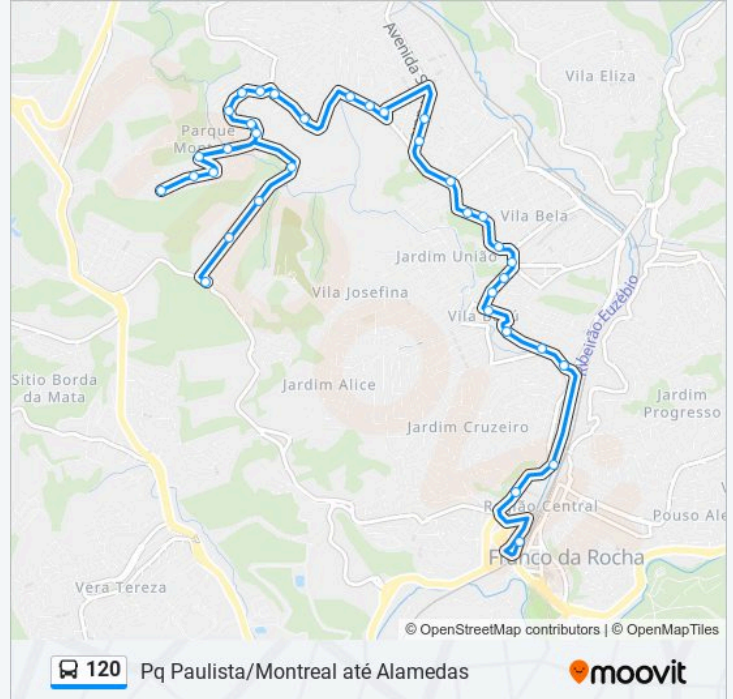 Avenida S
Vila Eliza
Parque
Mont
Vila Bela
Jardim União
Ribeirão Euzébio
Vila Josefina
Vila B
Sitio Borda
da Mata
Jardim Alice
Jardim
Progresso
Jardim Cruzeiro
Região Central
Pouso Ale
Franco da Rocha
Vera Tereza
© OpenStreetMap contributors | © OpenMapTiles
120 Pq Paulista/Montreal até Alamedas
moovit